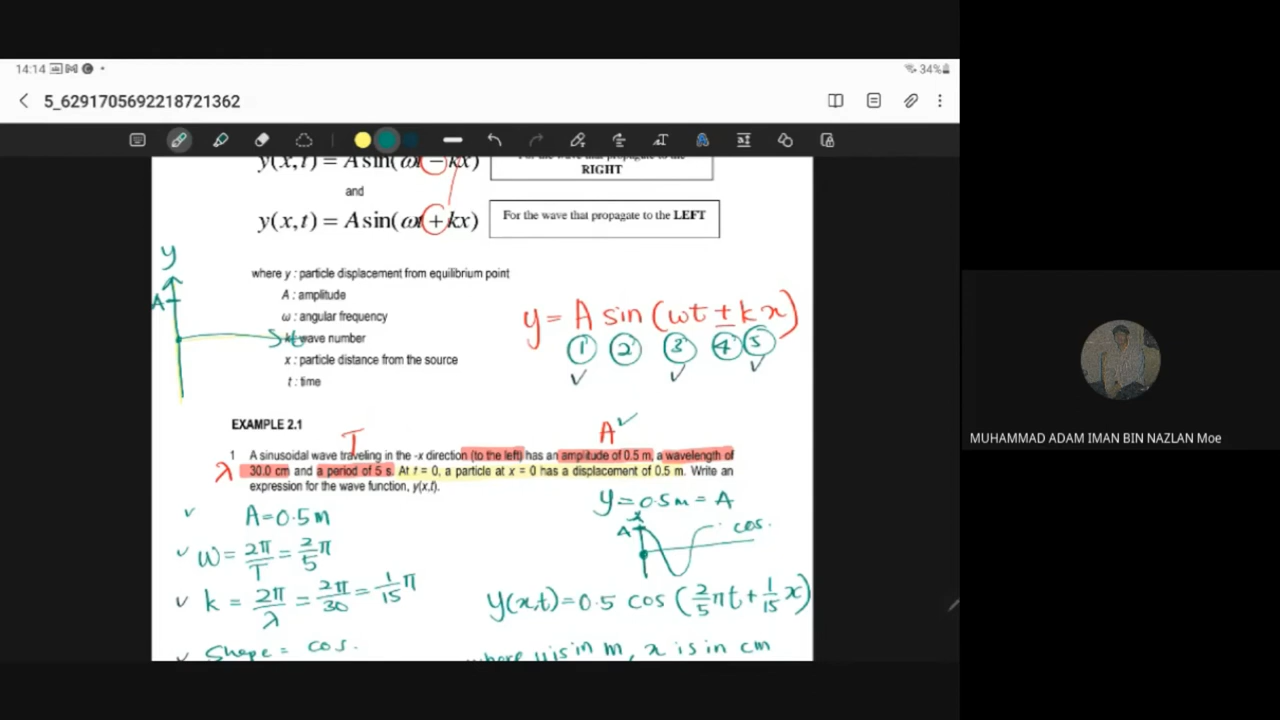 14:14 34%
5_6291705692218721362
y(x,t) = A sin(ωt − kx)
RIGHT
and
y(x,t) = A sin(ωt + kx)
For the wave that propagate to the LEFT
y
A
where y : particle displacement from equilibrium point
A : amplitude
ω : angular frequency
wave number
x : particle distance from the source
t : time
y = A sin (ωt ± kx)
1 2 3 4 5
EXAMPLE 2.1
T A
1 A sinusoidal wave traveling in the -x direction (to the left) has an amplitude of 0.5 m, a wavelength of
λ 30.0 cm and a period of 5 s. At t = 0, a particle at x = 0 has a displacement of 0.5 m. Write an
expression for the wave function, y(x,t).
A = 0.5 m
y = 0.5 m = A
A cos.
ω = 2π/T = 2/5 π
k = 2π/λ = 2π/30 = 1/15 π
y(x,t) = 0.5 cos (2/5 πt + 1/15 x)
Shape = cos.
where y is in m, x is in cm
MUHAMMAD ADAM IMAN BIN NAZLAN Moe